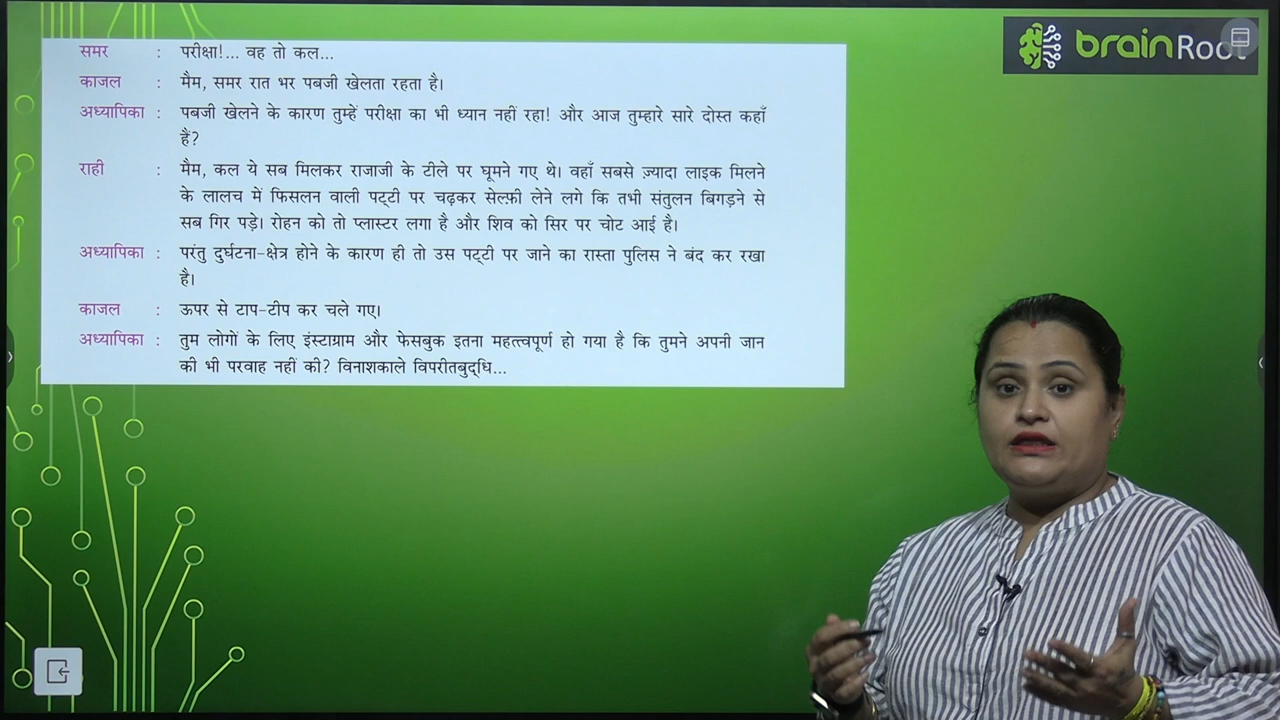 brainRoot
समर : परीक्षा!... वह तो कल...
काजल : मैम, समर रात भर पबजी खेलता रहता है।
अध्यापिका : पबजी खेलने के कारण तुम्हें परीक्षा का भी ध्यान नहीं रहा! और आज तुम्हारे सारे दोस्त कहाँ
हैं?
राही : मैम, कल ये सब मिलकर राजाजी के टीले पर घूमने गए थे। वहाँ सबसे ज़्यादा लाइक मिलने
के लालच में फिसलन वाली पट्टी पर चढ़कर सेल्फ़ी लेने लगे कि तभी संतुलन बिगड़ने से
सब गिर पड़े। रोहन को तो प्लास्टर लगा है और शिव को सिर पर चोट आई है।
अध्यापिका : परंतु दुर्घटना-क्षेत्र होने के कारण ही तो उस पट्टी पर जाने का रास्ता पुलिस ने बंद कर रखा
है।
काजल : ऊपर से टाप-टीप कर चले गए।
अध्यापिका : तुम लोगों के लिए इंस्टाग्राम और फेसबुक इतना महत्त्वपूर्ण हो गया है कि तुमने अपनी जान
की भी परवाह नहीं की? विनाशकाले विपरीतबुद्धि...